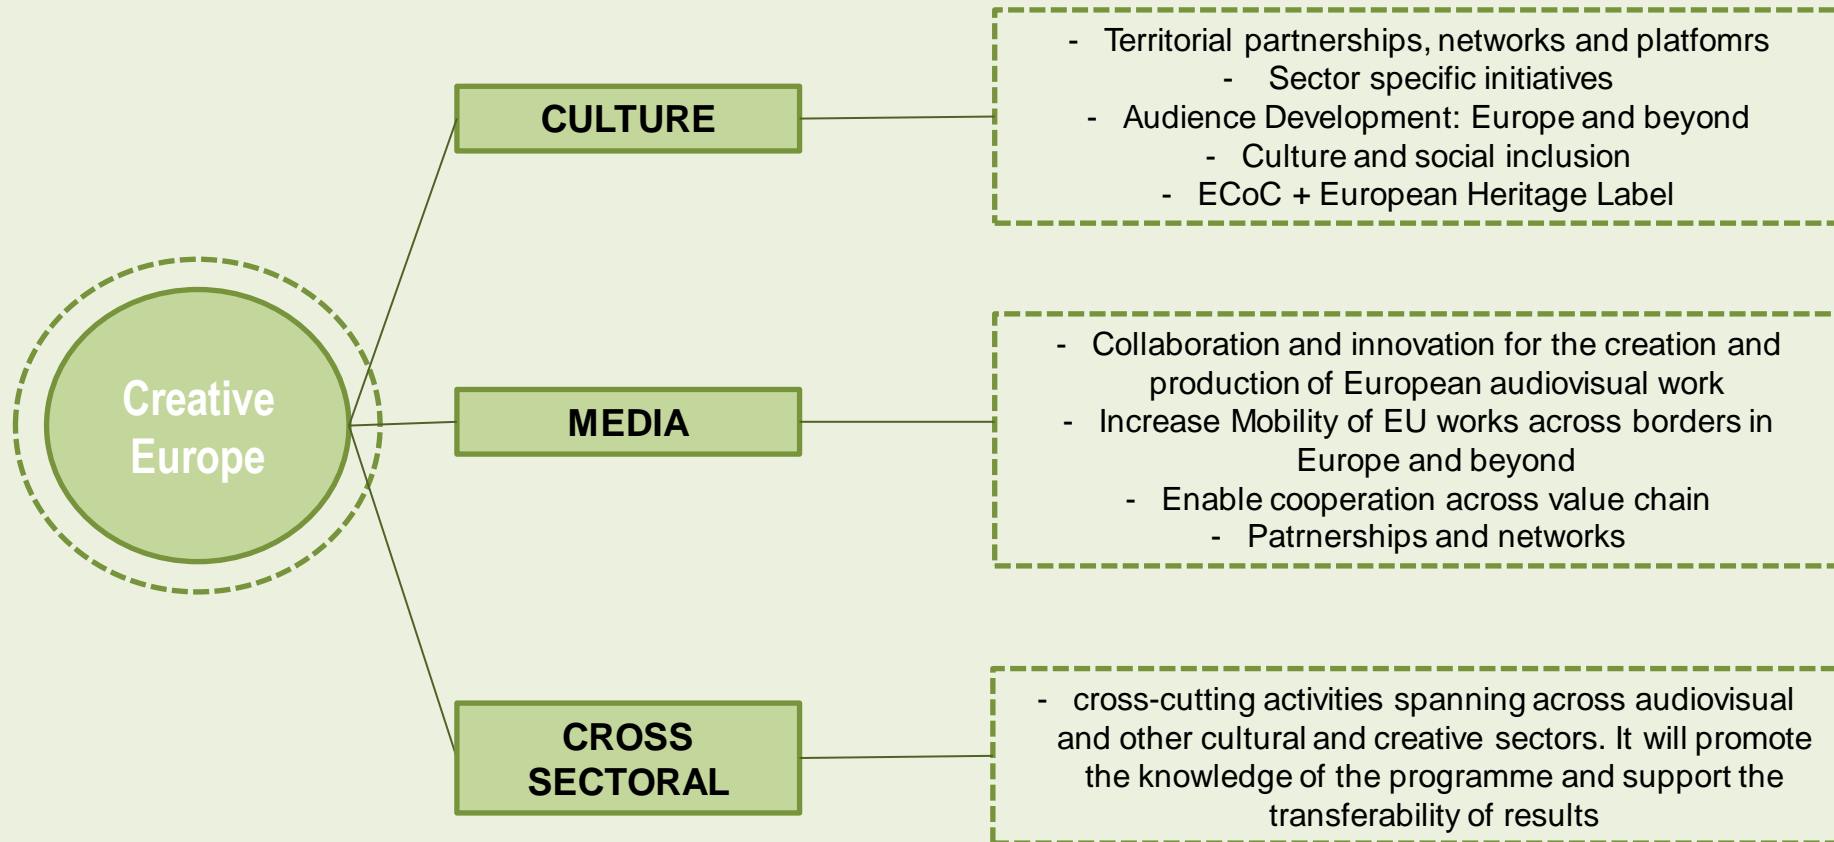 Creative
Europe
CULTURE
- Territorial partnerships, networks and platfomrs
- Sector specific initiatives
- Audience Development: Europe and beyond
- Culture and social inclusion
- ECoC + European Heritage Label
MEDIA
- Collaboration and innovation for the creation and
production of European audiovisual work
- Increase Mobility of EU works across borders in
Europe and beyond
- Enable cooperation across value chain
- Patrnerships and networks
CROSS
SECTORAL
- cross-cutting activities spanning across audiovisual
and other cultural and creative sectors. It will promote
the knowledge of the programme and support the
transferability of results